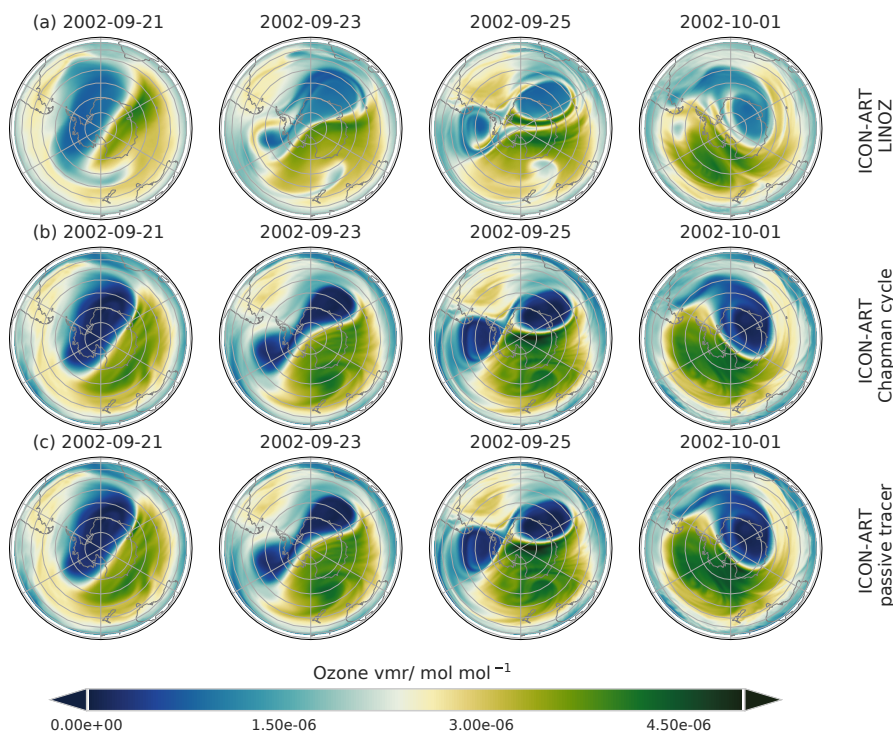 (a) 2002-09-21 2002-09-23 2002-09-25 2002-10-01
ICON-ART
LINOZ
(b) 2002-09-21 2002-09-23 2002-09-25 2002-10-01
ICON-ART
Chapman cycle
(c) 2002-09-21 2002-09-23 2002-09-25 2002-10-01
ICON-ART
passive tracer
Ozone vmr/ mol mol⁻¹
0.00e+00 1.50e-06 3.00e-06 4.50e-06